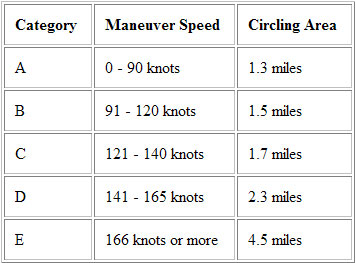 Category Maneuver Speed Circling Area
A 0 - 90 knots 1.3 miles
B 91 - 120 knots 1.5 miles
C 121 - 140 knots 1.7 miles
D 141 - 165 knots 2.3 miles
E 166 knots or more 4.5 miles